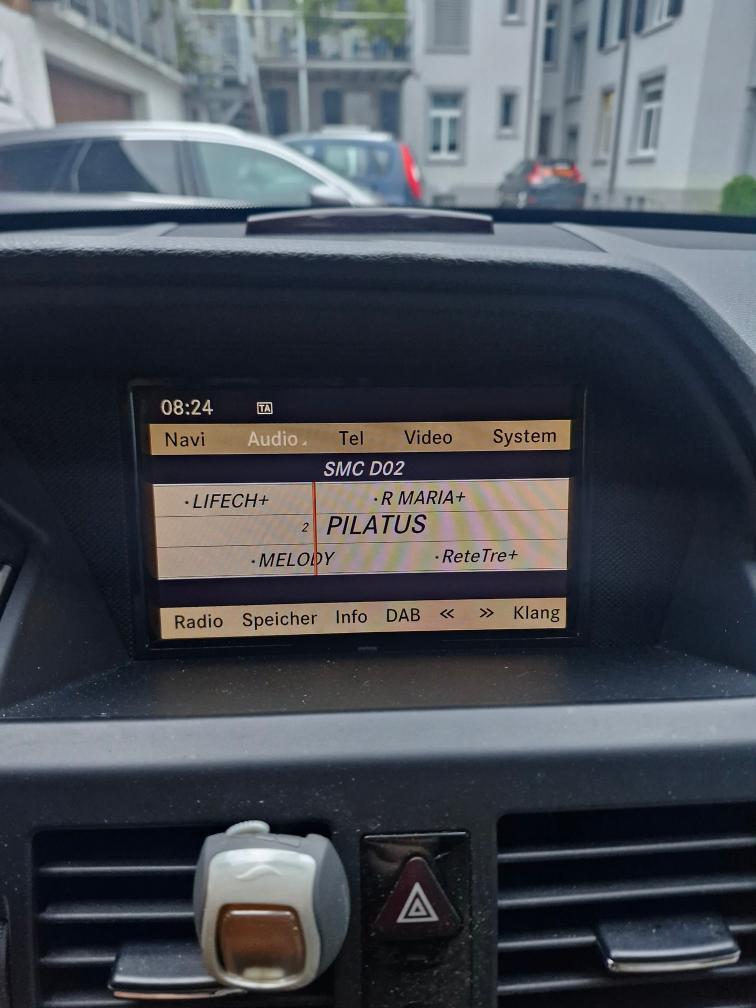 08:24 TA
Navi Audio Tel Video System
SMC D02
·LIFECH+ ·R MARIA+
2 PILATUS
·MELODY ·ReteTre+
Radio Speicher Info DAB << >> Klang